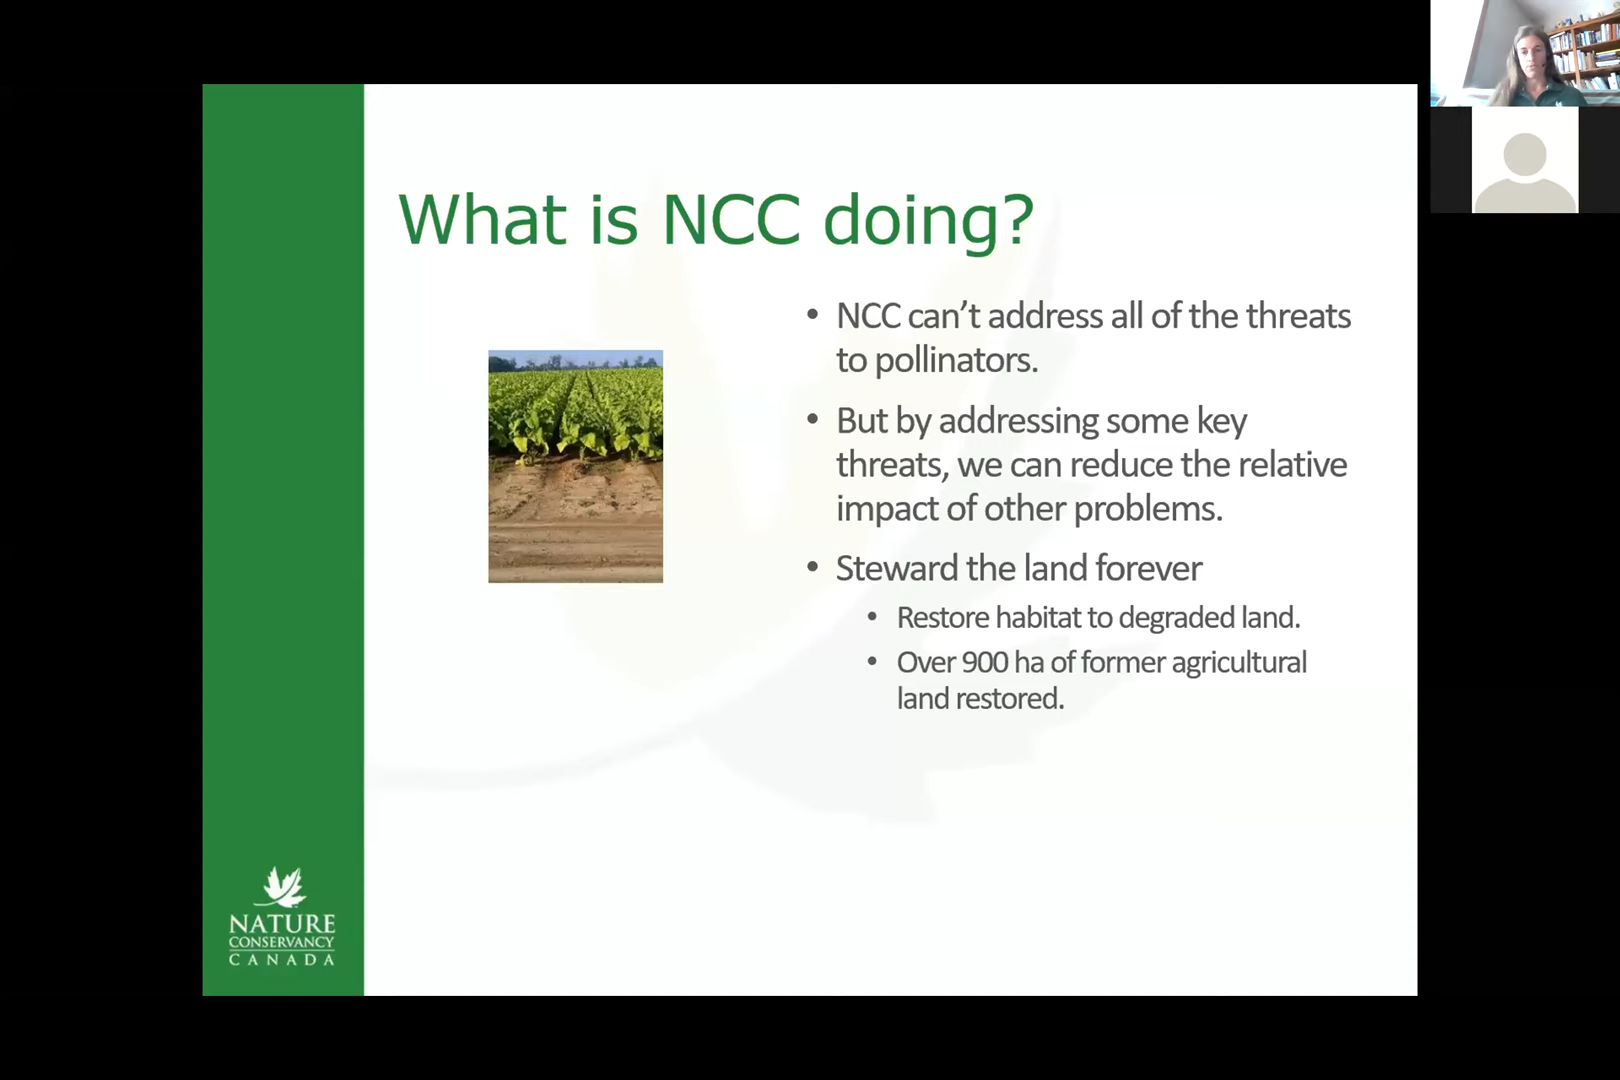 What is NCC doing?
• NCC can’t address all of the threats
to pollinators.
• But by addressing some key
threats, we can reduce the relative
impact of other problems.
• Steward the land forever
• Restore habitat to degraded land.
• Over 900 ha of former agricultural
land restored.
NATURE
CONSERVANCY
CANADA